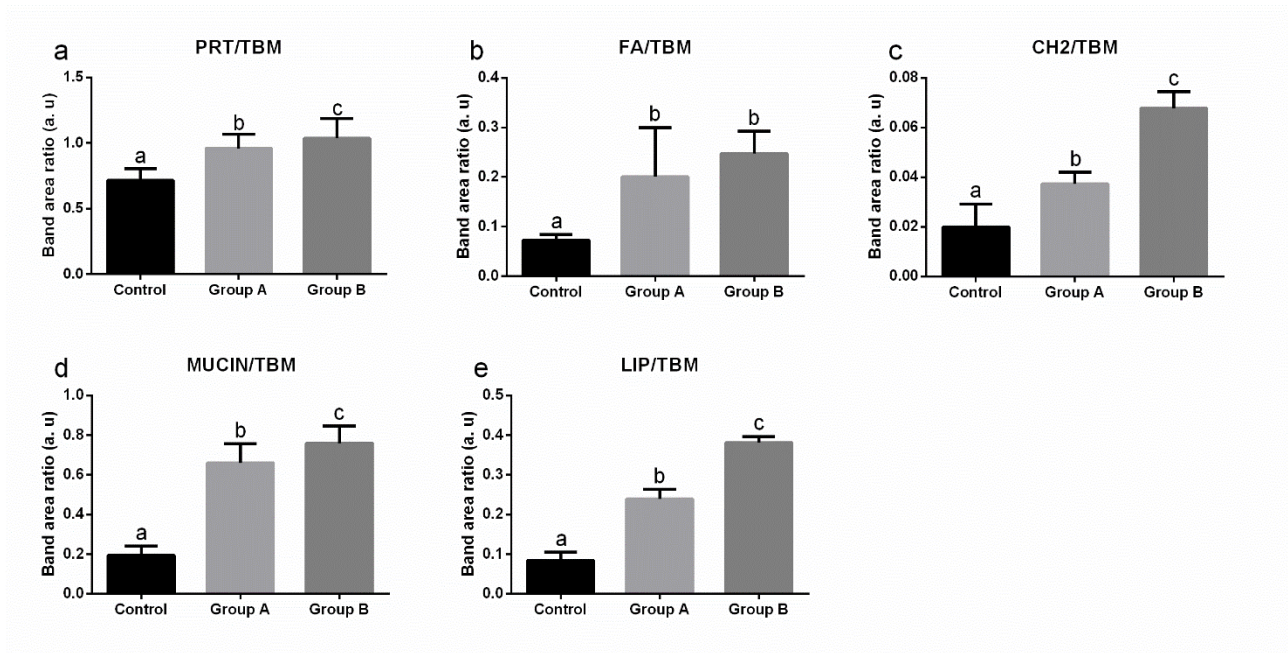 a
PRT/TBM
Band area ratio (a. u)
1.5
1.0
0.5
0.0
a
b
c
Control
Group A
Group B
b
FA/TBM
Band area ratio (a. u)
0.4
0.3
0.2
0.1
0.0
a
b
b
Control
Group A
Group B
c
CH2/TBM
Band area ratio (a. u)
0.08
0.06
0.04
0.02
0.00
a
b
c
Control
Group A
Group B
d
MUCIN/TBM
Band area ratio (a. u)
1.0
0.8
0.6
0.4
0.2
0.0
a
b
c
Control
Group A
Group B
e
LIP/TBM
Band area ratio (a. u)
0.5
0.4
0.3
0.2
0.1
0.0
a
b
c
Control
Group A
Group B